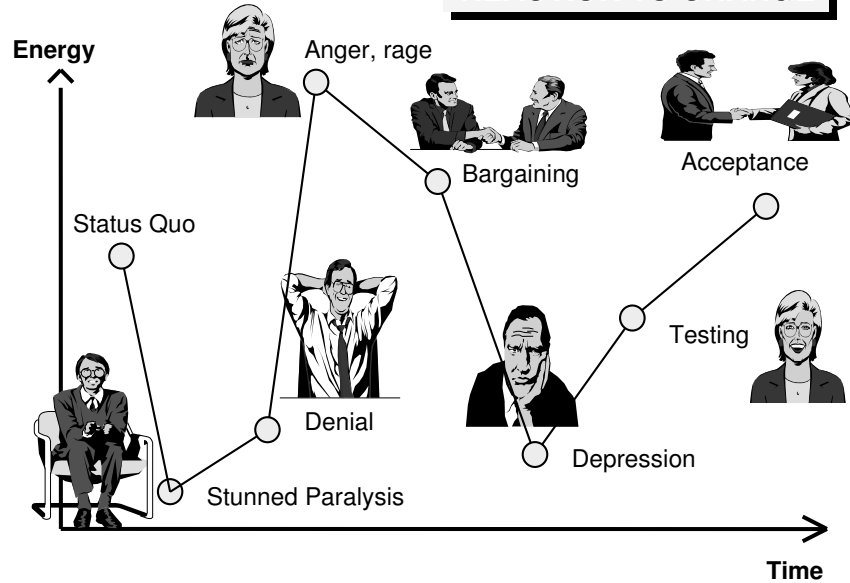 Energy
Anger, rage
Bargaining
Acceptance
Status Quo
Testing
Denial
Depression
Stunned Paralysis
Time